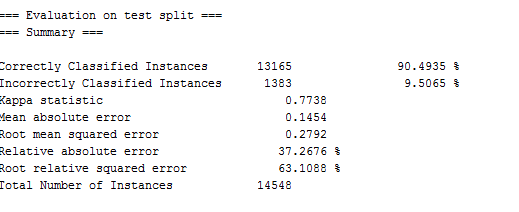 === Evaluation on test split ===
=== Summary ===
Correctly Classified Instances 13165 90.4935 %
Incorrectly Classified Instances 1383 9.5065 %
Kappa statistic 0.7738
Mean absolute error 0.1454
Root mean squared error 0.2792
Relative absolute error 37.2676 %
Root relative squared error 63.1088 %
Total Number of Instances 14548